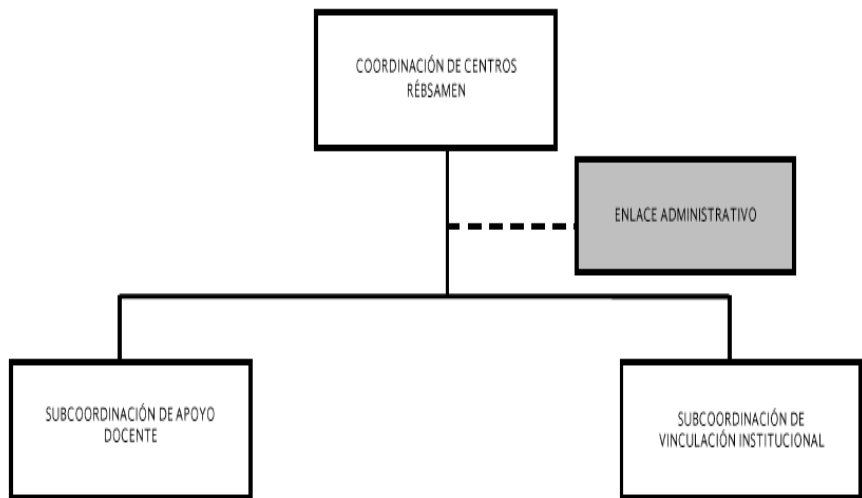 COORDINACIÓN DE CENTROS
RÉBSAMEN
ENLACE ADMINISTRATIVO
SUBCOORDINACIÓN DE APOYO
DOCENTE
SUBCOORDINACIÓN DE
VINCULACIÓN INSTITUCIONAL